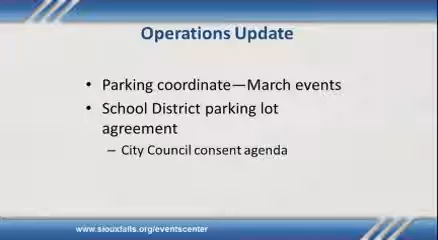 Operations Update
• Parking coordinate—March events
• School District parking lot
agreement
– City Council consent agenda
www.siouxfalls.org/eventscenter